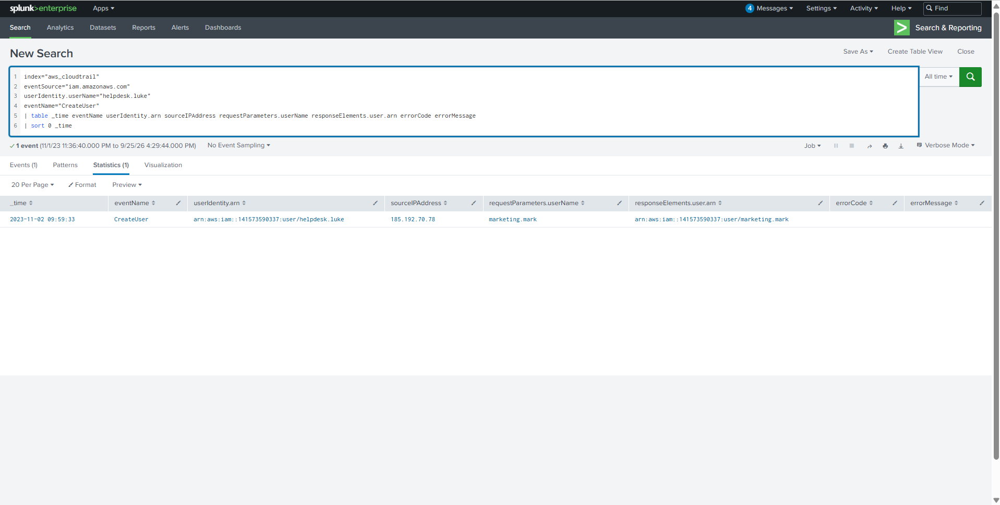 splunk>enterprise Apps 4 Messages Settings Activity Help Find
Search Analytics Datasets Reports Alerts Dashboards Search & Reporting
New Search Save As Create Table View Close
1 index="aws_cloudtrail" All time
2 eventSource="iam.amazonaws.com"
3 userIdentity.userName="helpdesk.luke"
4 eventName="CreateUser"
5 | table _time eventName userIdentity.arn sourceIPAddress requestParameters.userName responseElements.user.arn errorCode errorMessage
6 | sort 0 _time
1 event (11/1/23 11:36:40.000 PM to 9/25/26 4:29:44.000 PM) No Event Sampling Job Verbose Mode
Events (1) Patterns Statistics (1) Visualization
20 Per Page Format Preview
_time eventName userIdentity.arn sourceIPAddress requestParameters.userName responseElements.user.arn errorCode errorMessage
2023-11-02 09:59:33 CreateUser arn:aws:iam::141573590337:user/helpdesk.luke 185.192.70.78 marketing.mark arn:aws:iam::141573590337:user/marketing.mark